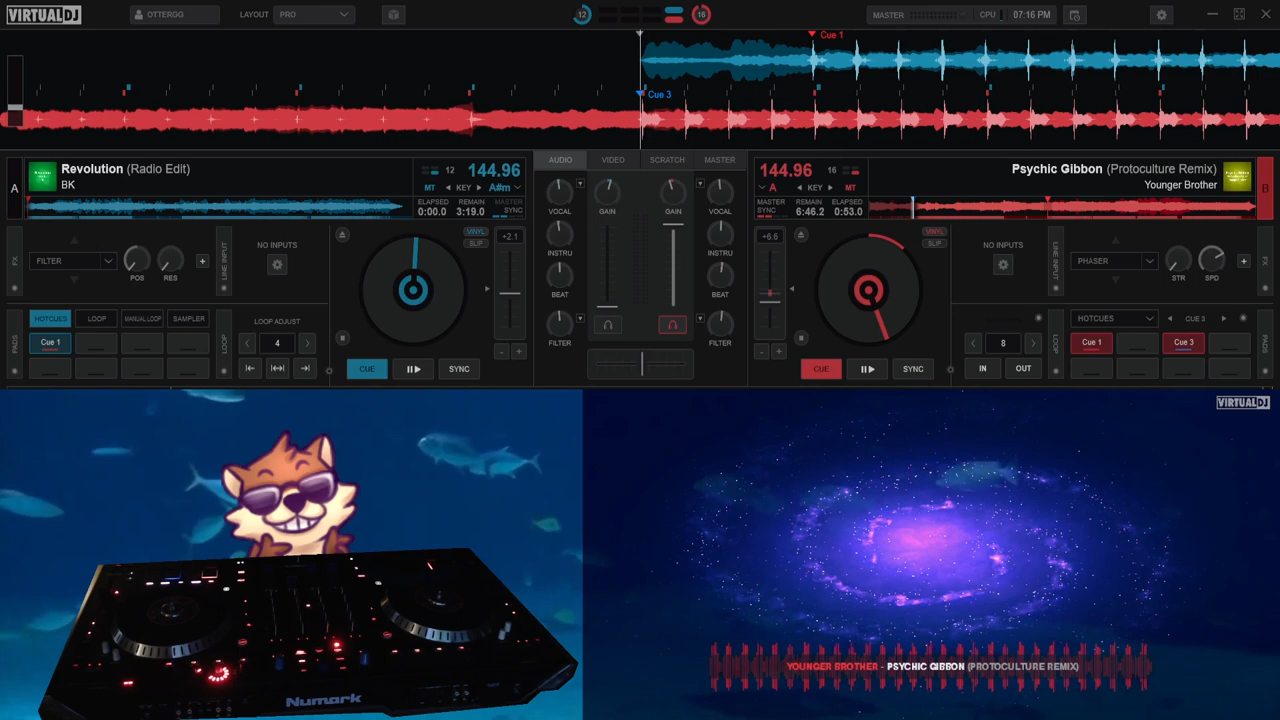 VIRTUALDJ
OTTERGG
LAYOUT
PRO
12
16
MASTER
CPU
07:16 PM
Cue 1
Cue 3
A
Revolution (Radio Edit)
BK
12
144.96
MT
KEY
A#m
ELAPSED
0:00.0
REMAIN
3:19.0
MASTER
SYNC
AUDIO
VIDEO
SCRATCH
MASTER
144.96
16
A
KEY
MT
MASTER
SYNC
REMAIN
6:46.2
ELAPSED
0:53.0
Psychic Gibbon (Protoculture Remix)
Younger Brother
B
FX
FILTER
POS
RES
+
LINE INPUT
NO INPUTS
VINYL
SLIP
+2.1
VOCAL
GAIN
GAIN
VOCAL
INSTRU
INSTRU
BEAT
BEAT
FILTER
FILTER
+6.6
VINYL
SLIP
NO INPUTS
LINE INPUT
PHASER
STR
SPD
+
FX
PADS
HOTCUES
LOOP
MANUAL LOOP
SAMPLER
Cue 1
LOOP
LOOP ADJUST
4
CUE
SYNC
- +
- +
CUE
SYNC
8
IN
OUT
LOOP
HOTCUES
CUE 3
Cue 1
Cue 3
PADS
VIRTUALDJ
Numark
YOUNGER BROTHER - PSYCHIC GIBBON (PROTOCULTURE REMIX)